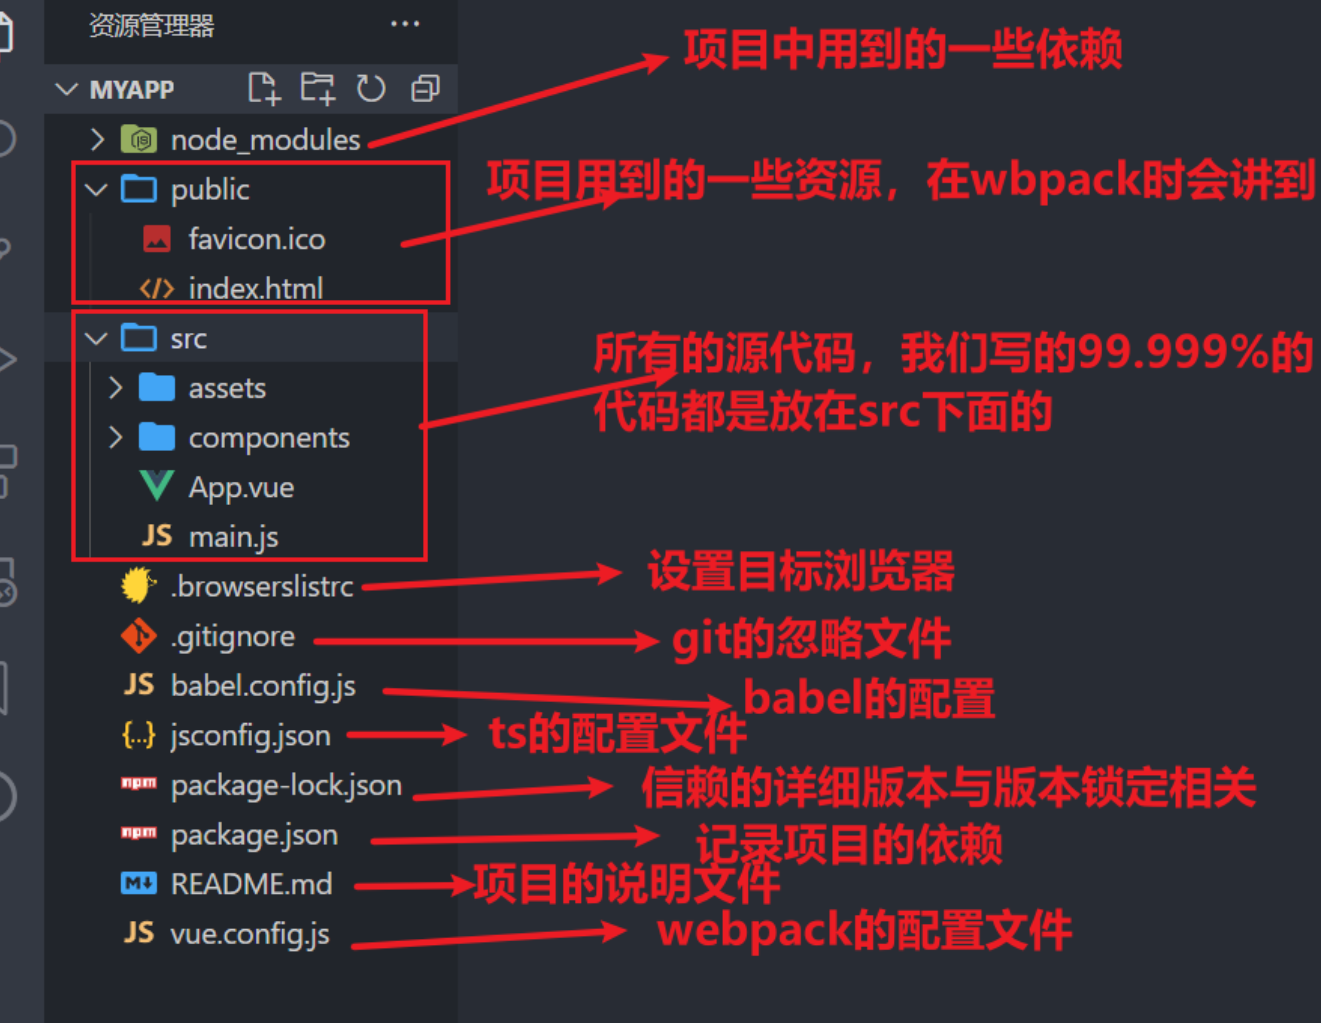 资源管理器 ···
项目中用到的一些依赖
MYAPP
node_modules
项目用到的一些资源，在wbpack时会讲到
public
favicon.ico
index.html
src
所有的源代码，我们写的99.999%的
代码都是放在src下面的
assets
components
App.vue
JS main.js
.browserslistrc
设置目标浏览器
.gitignore
git的忽略文件
JS babel.config.js
babel的配置
{...} jsconfig.json
ts的配置文件
npm package-lock.json
信赖的详细版本与版本锁定相关
npm package.json
记录项目的依赖
M↓ README.md
项目的说明文件
JS vue.config.js
webpack的配置文件